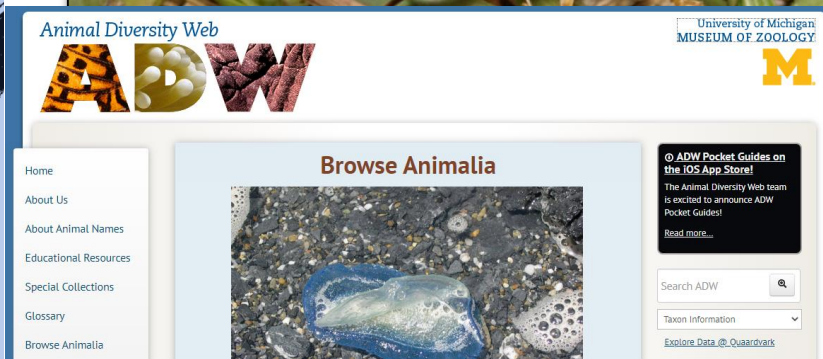 Animal Diversity Web
ADW
University of Michigan
MUSEUM OF ZOOLOGY
M
Home
About Us
About Animal Names
Educational Resources
Special Collections
Glossary
Browse Animalia
Browse Animalia
ADW Pocket Guides on
the iOS App Store!
The Animal Diversity Web team
is excited to announce ADW
Pocket Guides!
Read more...
Search ADW
Taxon Information
Explore Data @ Quaardvark